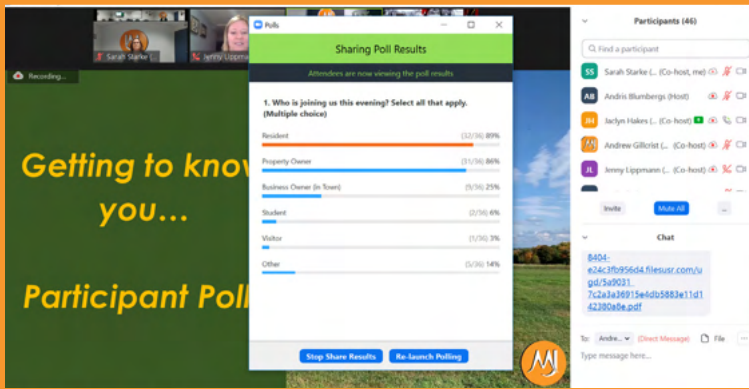 Polls
Sharing Poll Results
Attendees are now viewing the poll results
1. Who is joining us this evening? Select all that apply.
(Multiple choice)
Resident (32/36) 89%
Property Owner (31/36) 86%
Business Owner (in Town) (9/36) 25%
Student (2/36) 6%
Visitor (1/36) 3%
Other (5/36) 14%
Stop Share Results Re-launch Polling
Sarah Starke (
Jenny Lippma
Recording...
Getting to know
you...
Participant Poll
MJ
Participants (46)
Find a participant
SS Sarah Starke (... (Co-host, me)
AB Andris Blumbergs (Host)
JH Jaclyn Hakes (... (Co-host)
MJ Andrew Gillcrist (... (Co-host)
JL Jenny Lippmann (... (Co-host)
Invite Mute All ...
Chat
8404-
e24c3fb956d4.filesusr.com/u
gd/5a9031_
7c2a3a36915e4db5883e11d1
42380a8e.pdf
To: Andre... (Direct Message) File ...
Type message here...